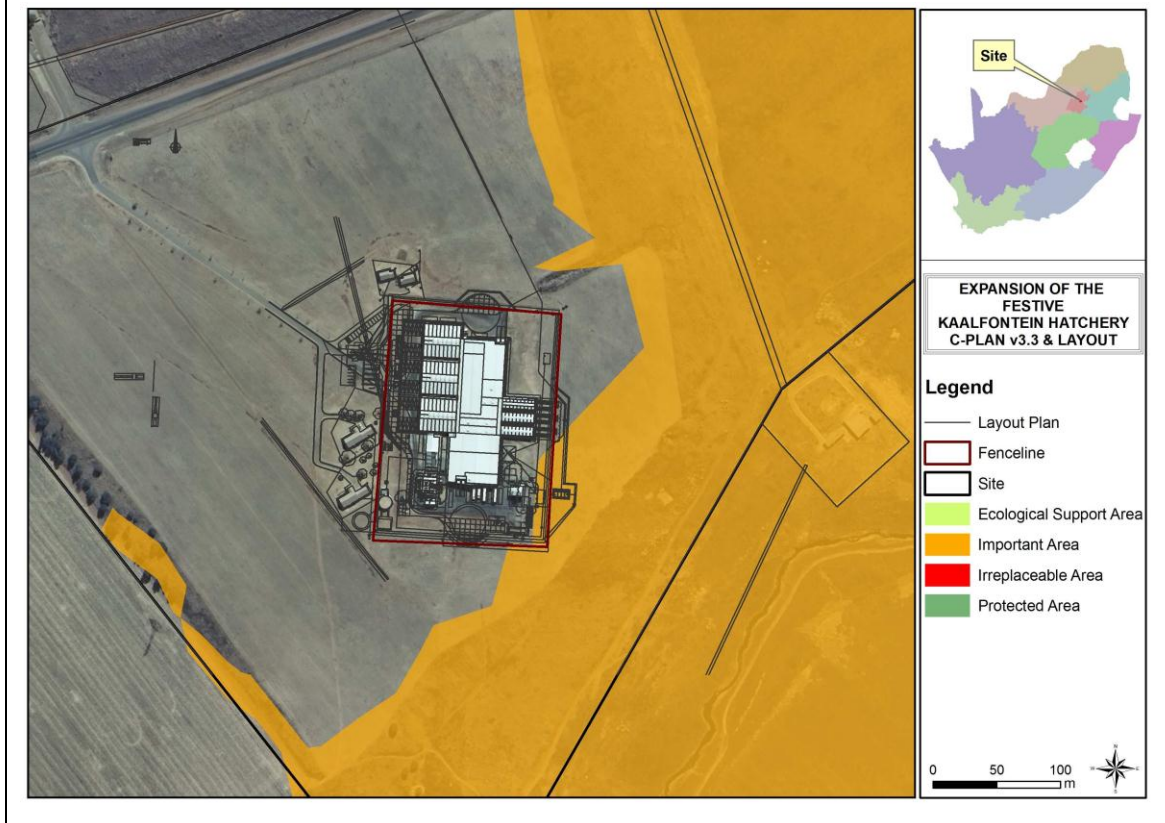 Site
EXPANSION OF THE
FESTIVE
KAALFONTEIN HATCHERY
C-PLAN v3.3 & LAYOUT
Legend
Layout Plan
Fenceline
Site
Ecological Support Area
Important Area
Irreplaceable Area
Protected Area
0 50 100
m
N
W E
S